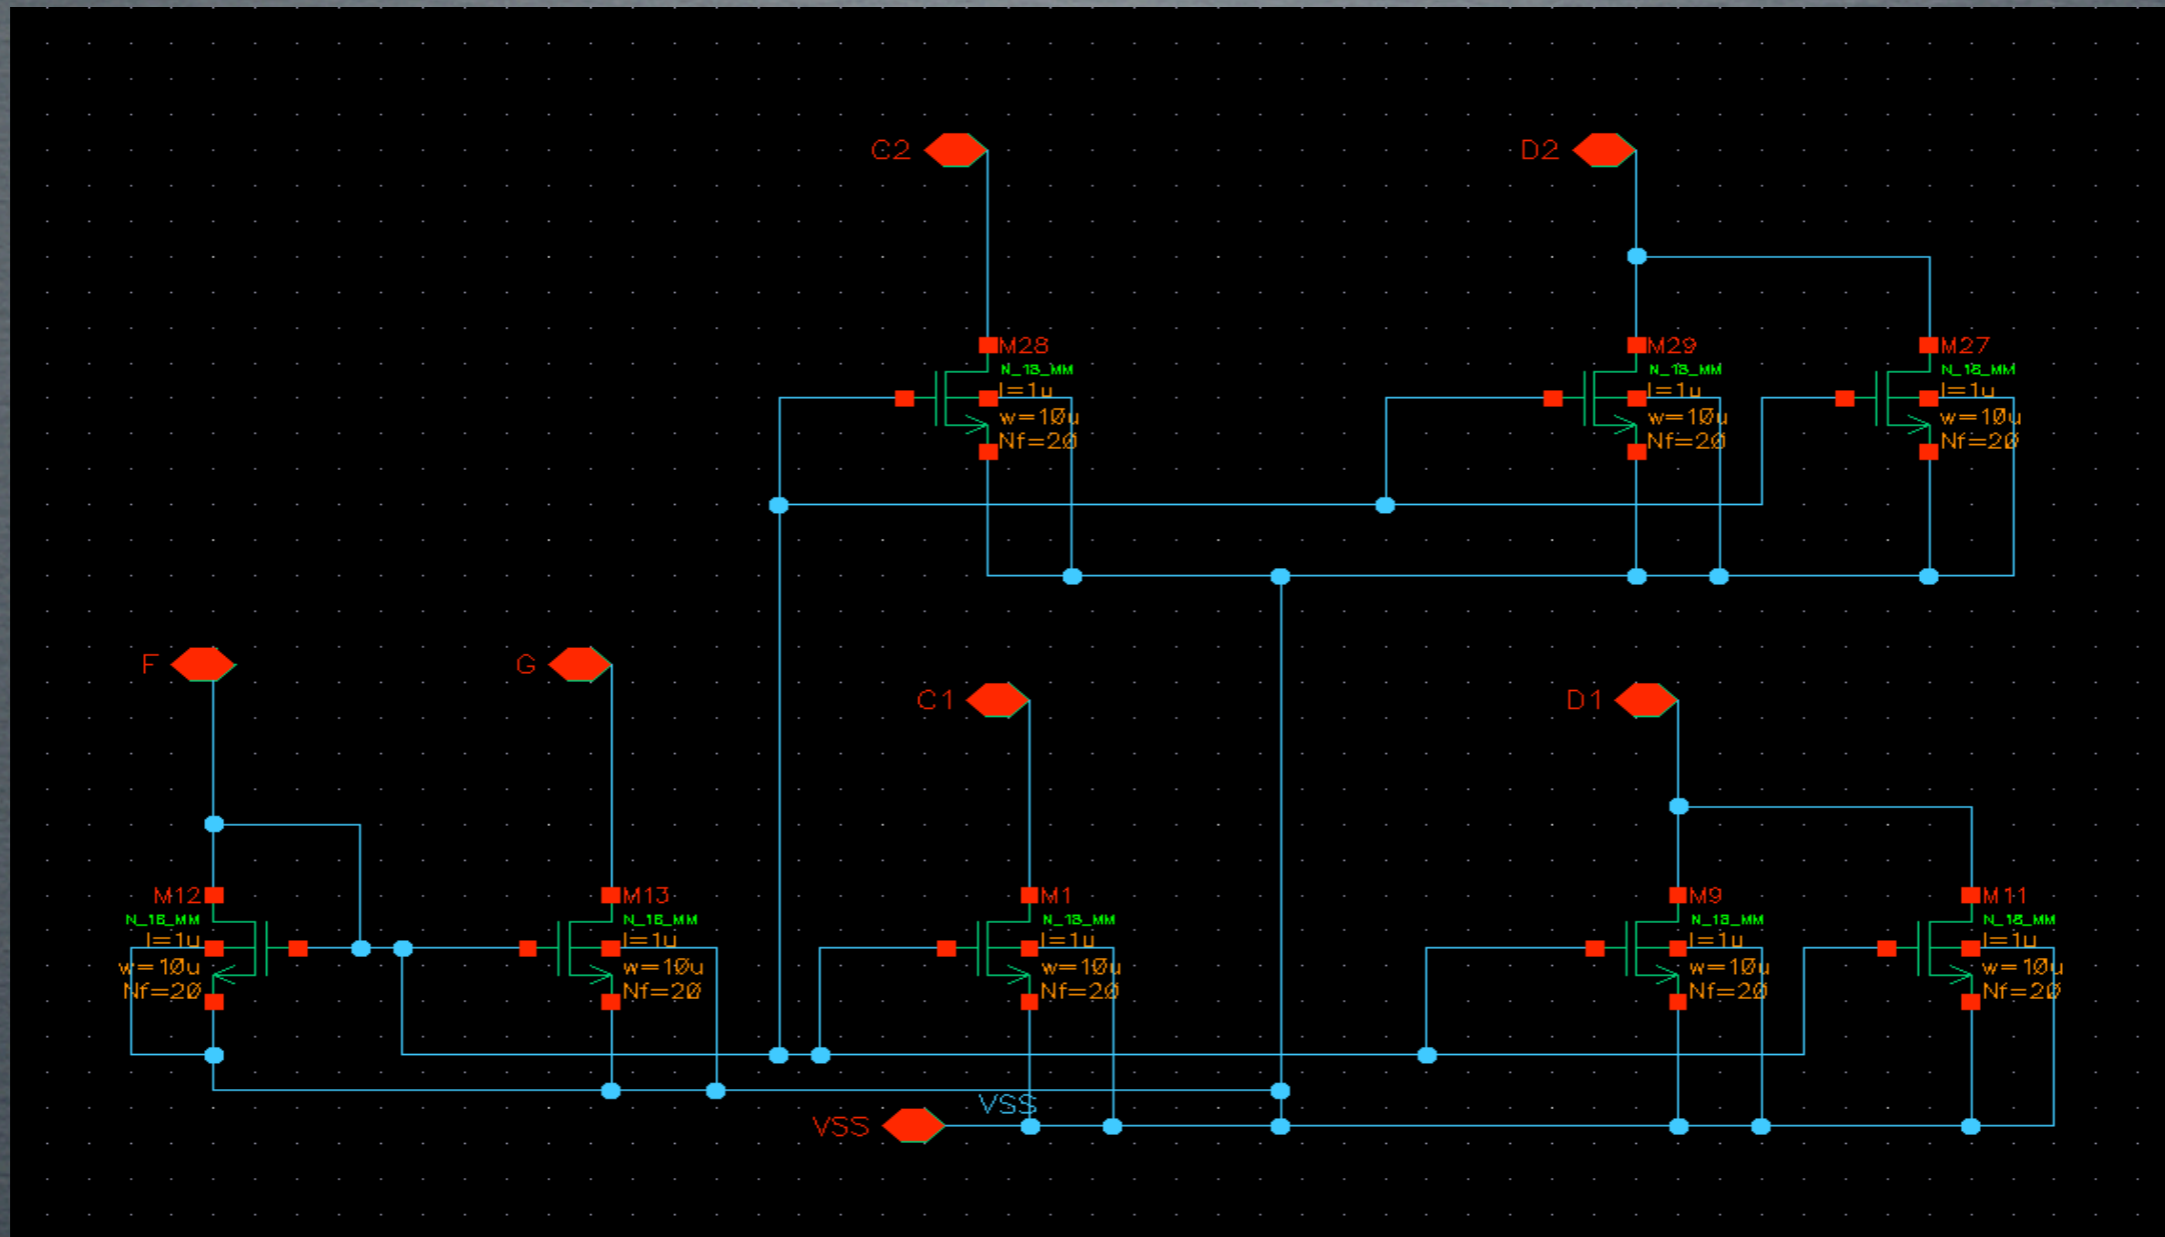 C2
D2
M28
N_18_MM
l=1u
w=10u
Nf=20
M29
N_18_MM
l=1u
w=10u
Nf=20
M27
N_18_MM
l=1u
w=10u
Nf=20
F
G
C1
D1
M12
N_18_MM
l=1u
w=10u
Nf=20
M13
N_18_MM
l=1u
w=10u
Nf=20
M1
N_18_MM
l=1u
w=10u
Nf=20
M9
N_18_MM
l=1u
w=10u
Nf=20
M11
N_18_MM
l=1u
w=10u
Nf=20
VSS
VSS